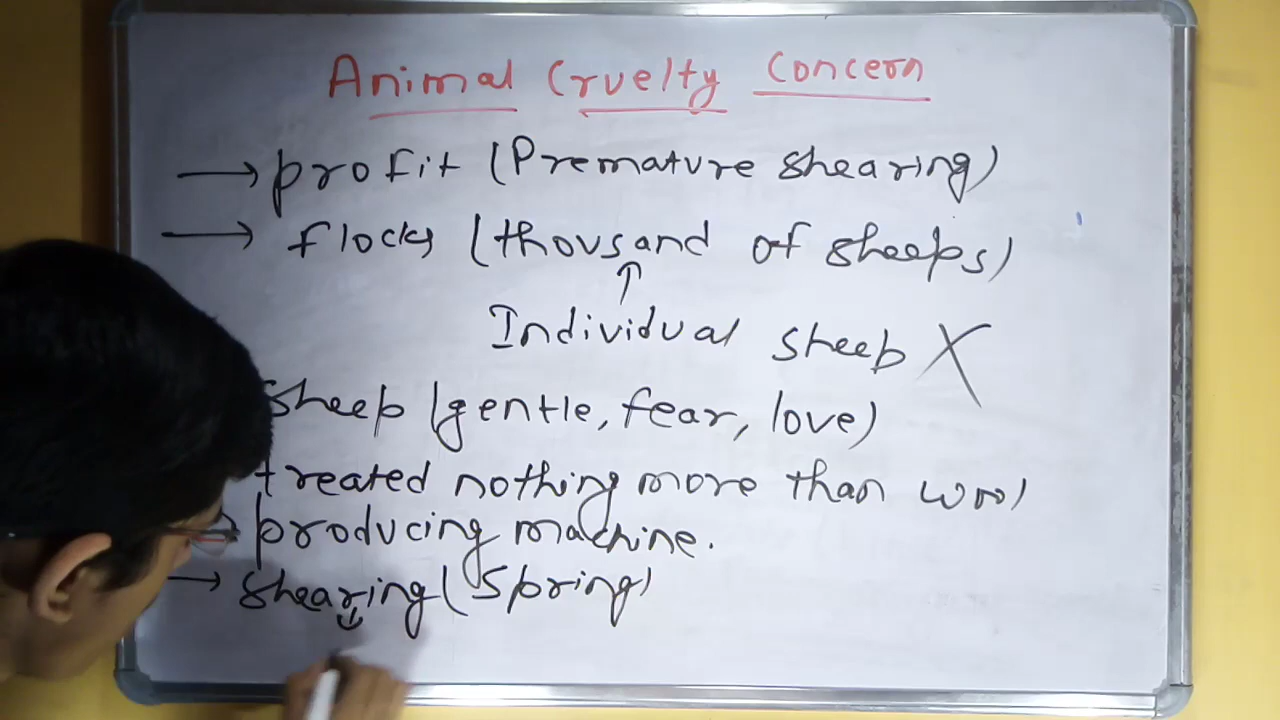 Animal Cruelty Concern
→ profit (Premature shearing)
→ flocks (thousand of sheeps)
↑
Individual sheep X
sheep (gentle, fear, love)
treated nothing more than wool
producing machine.
→ shearing (Spring)
↓